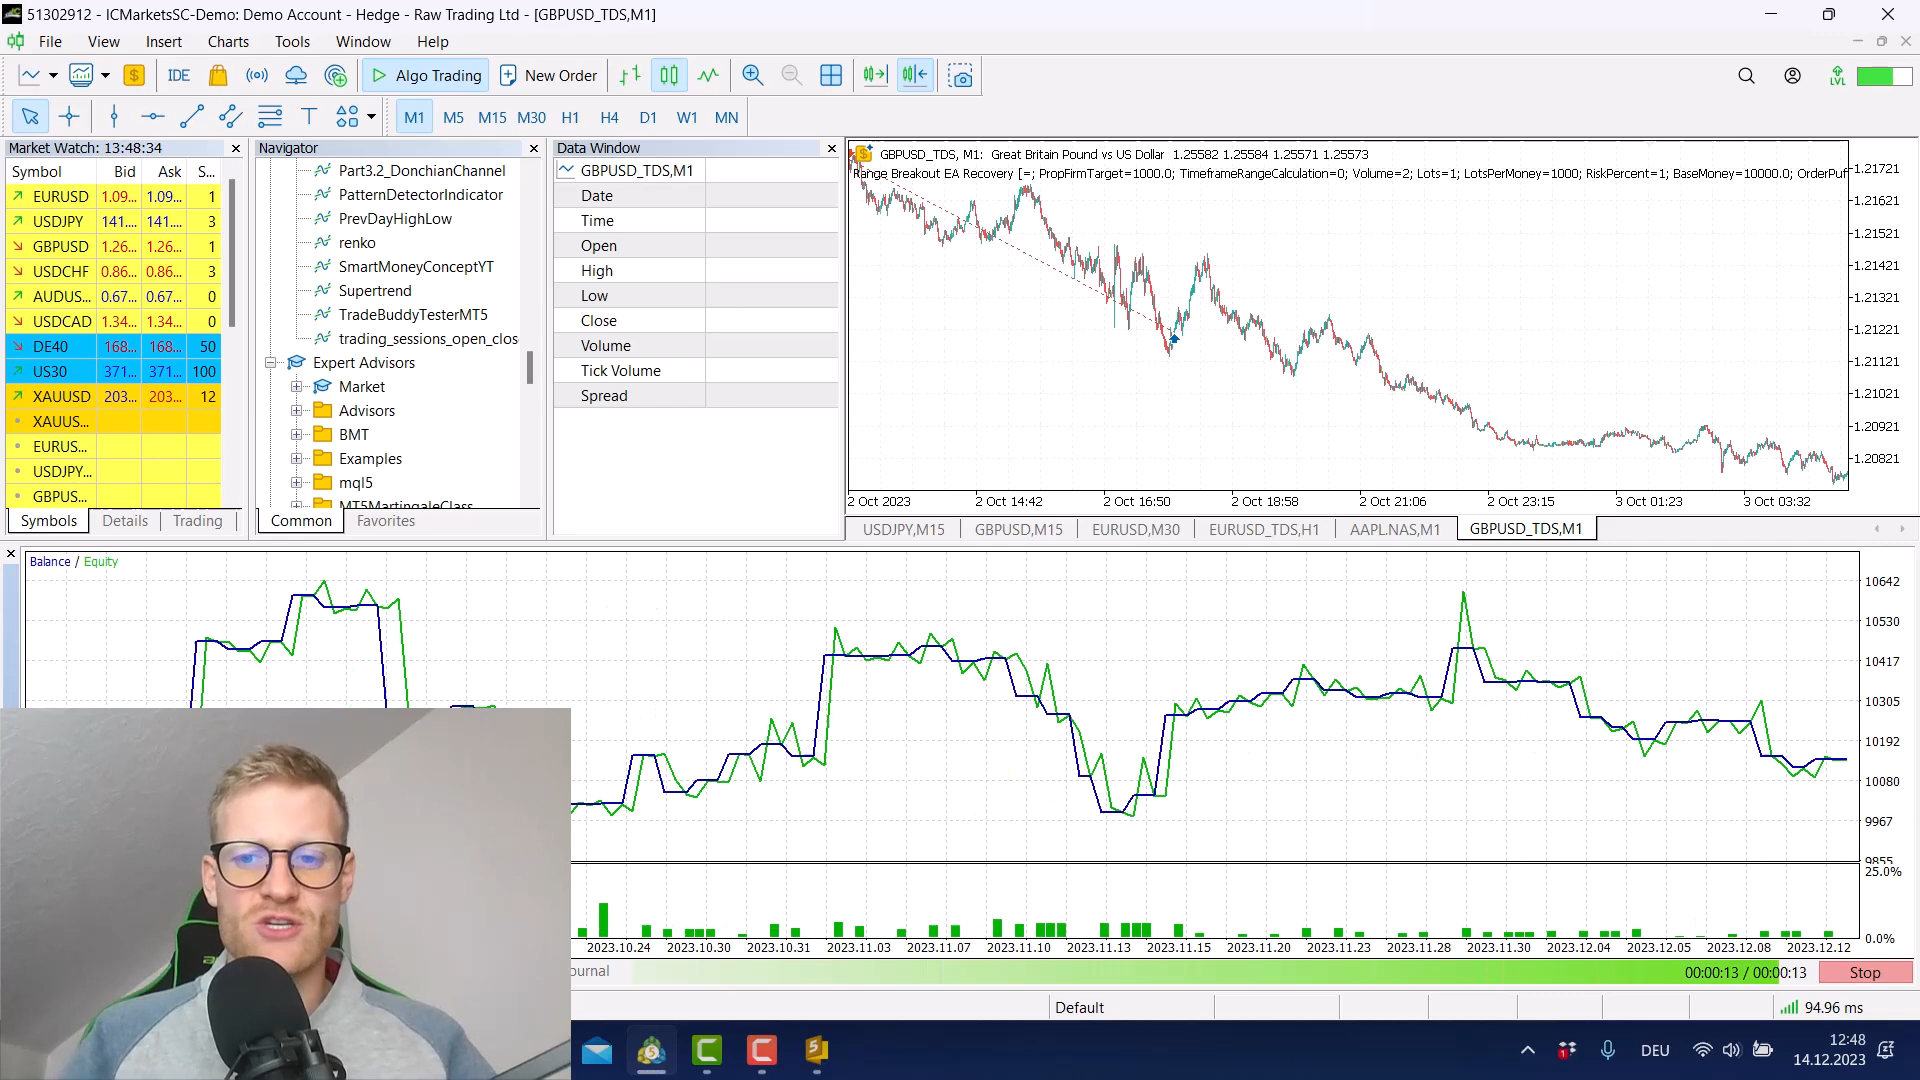 51302912 - ICMarketsSC-Demo: Demo Account - Hedge - Raw Trading Ltd - [GBPUSD_TDS,M1]
File View Insert Charts Tools Window Help
IDE Algo Trading New Order LVL
M1 M5 M15 M30 H1 H4 D1 W1 MN
Market Watch: 13:48:34
Symbol Bid Ask S...
EURUSD 1.09... 1.09... 1
USDJPY 141.... 141.... 3
GBPUSD 1.26... 1.26... 1
USDCHF 0.86... 0.86... 3
AUDUS... 0.67... 0.67... 0
USDCAD 1.34... 1.34... 0
DE40 168... 168... 50
US30 371... 371... 100
XAUUSD 203... 203... 12
XAUUS...
EURUS...
USDJPY...
GBPUS...
Symbols Details Trading
Navigator
Part3.2_DonchianChannel
PatternDetectorIndicator
PrevDayHighLow
renko
SmartMoneyConceptYT
Supertrend
TradeBuddyTesterMT5
trading_sessions_open_clos
Expert Advisors
Market
Advisors
BMT
Examples
mql5
MT5MartingaleClass
Common Favorites
Data Window
GBPUSD_TDS,M1
Date
Time
Open
High
Low
Close
Volume
Tick Volume
Spread
GBPUSD_TDS, M1: Great Britain Pound vs US Dollar 1.25582 1.25584 1.25571 1.25573
Range Breakout EA Recovery [=; PropFirmTarget=1000.0; TimeframeRangeCalculation=0; Volume=2; Lots=1; LotsPerMoney=1000; RiskPercent=1; BaseMoney=10000.0; OrderPuf
1.21721
1.21621
1.21521
1.21421
1.21321
1.21221
1.21121
1.21021
1.20921
1.20821
2 Oct 2023 2 Oct 14:42 2 Oct 16:50 2 Oct 18:58 2 Oct 21:06 2 Oct 23:15 3 Oct 01:23 3 Oct 03:32
USDJPY,M15 GBPUSD,M15 EURUSD,M30 EURUSD_TDS,H1 AAPL.NAS,M1 GBPUSD_TDS,M1
Balance / Equity
10642
10530
10417
10305
10192
10080
9967
9855
25.0%
0.0%
2023.10.24 2023.10.30 2023.10.31 2023.11.03 2023.11.07 2023.11.10 2023.11.13 2023.11.15 2023.11.20 2023.11.23 2023.11.28 2023.11.30 2023.12.04 2023.12.05 2023.12.08 2023.12.12
ournal 00:00:13 / 00:00:13 Stop
Default 94.96 ms
1 DEU 12:48
14.12.2023